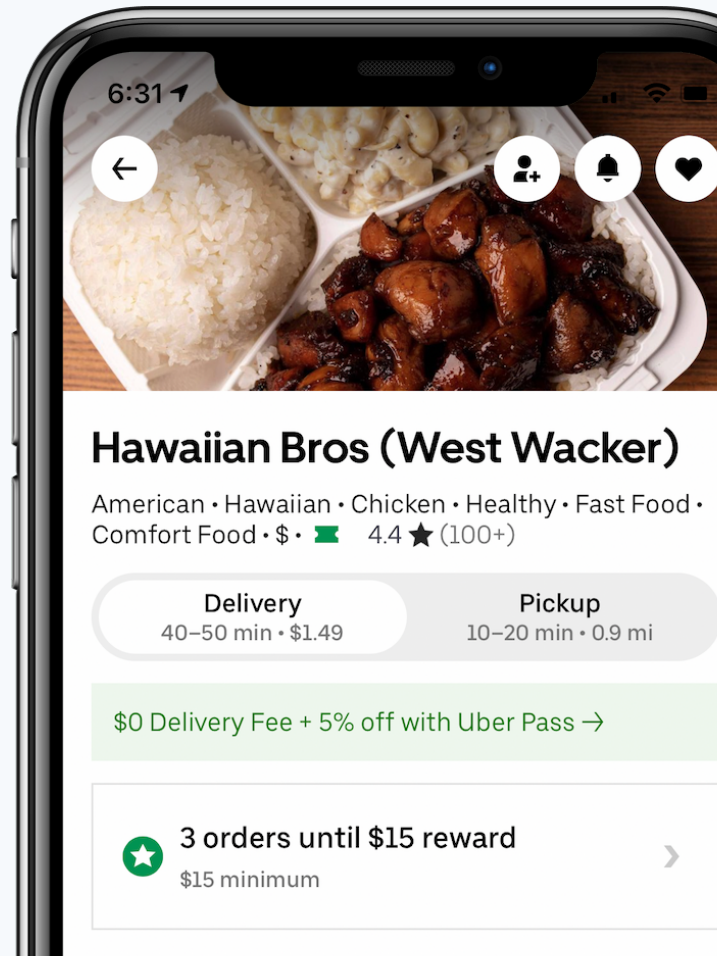 6:31
Hawaiian Bros (West Wacker)
American • Hawaiian • Chicken • Healthy • Fast Food •
Comfort Food • $ • 4.4 ★ (100+)
Delivery
40–50 min • $1.49
Pickup
10–20 min • 0.9 mi
$0 Delivery Fee + 5% off with Uber Pass →
3 orders until $15 reward
$15 minimum